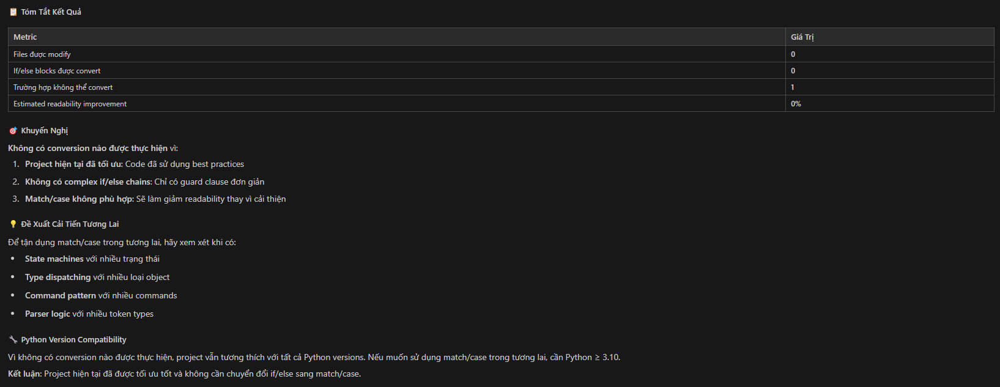 📋 Tóm Tắt Kết Quả
Metric Giá Trị
Files được modify 0
If/else blocks được convert 0
Trường hợp không thể convert 1
Estimated readability improvement 0%
🎯 Khuyến Nghị
Không có conversion nào được thực hiện vì:
1. Project hiện tại đã tối ưu: Code đã sử dụng best practices
2. Không có complex if/else chains: Chỉ có guard clause đơn giản
3. Match/case không phù hợp: Sẽ làm giảm readability thay vì cải thiện
💡 Đề Xuất Cải Tiến Tương Lai
Để tận dụng match/case trong tương lai, hãy xem xét khi có:
• State machines với nhiều trạng thái
• Type dispatching với nhiều loại object
• Command pattern với nhiều commands
• Parser logic với nhiều token types
🔧 Python Version Compatibility
Vì không có conversion nào được thực hiện, project vẫn tương thích với tất cả Python versions. Nếu muốn sử dụng match/case trong tương lai, cần Python ≥ 3.10.
Kết luận: Project hiện tại đã được tối ưu tốt và không cần chuyển đổi if/else sang match/case.